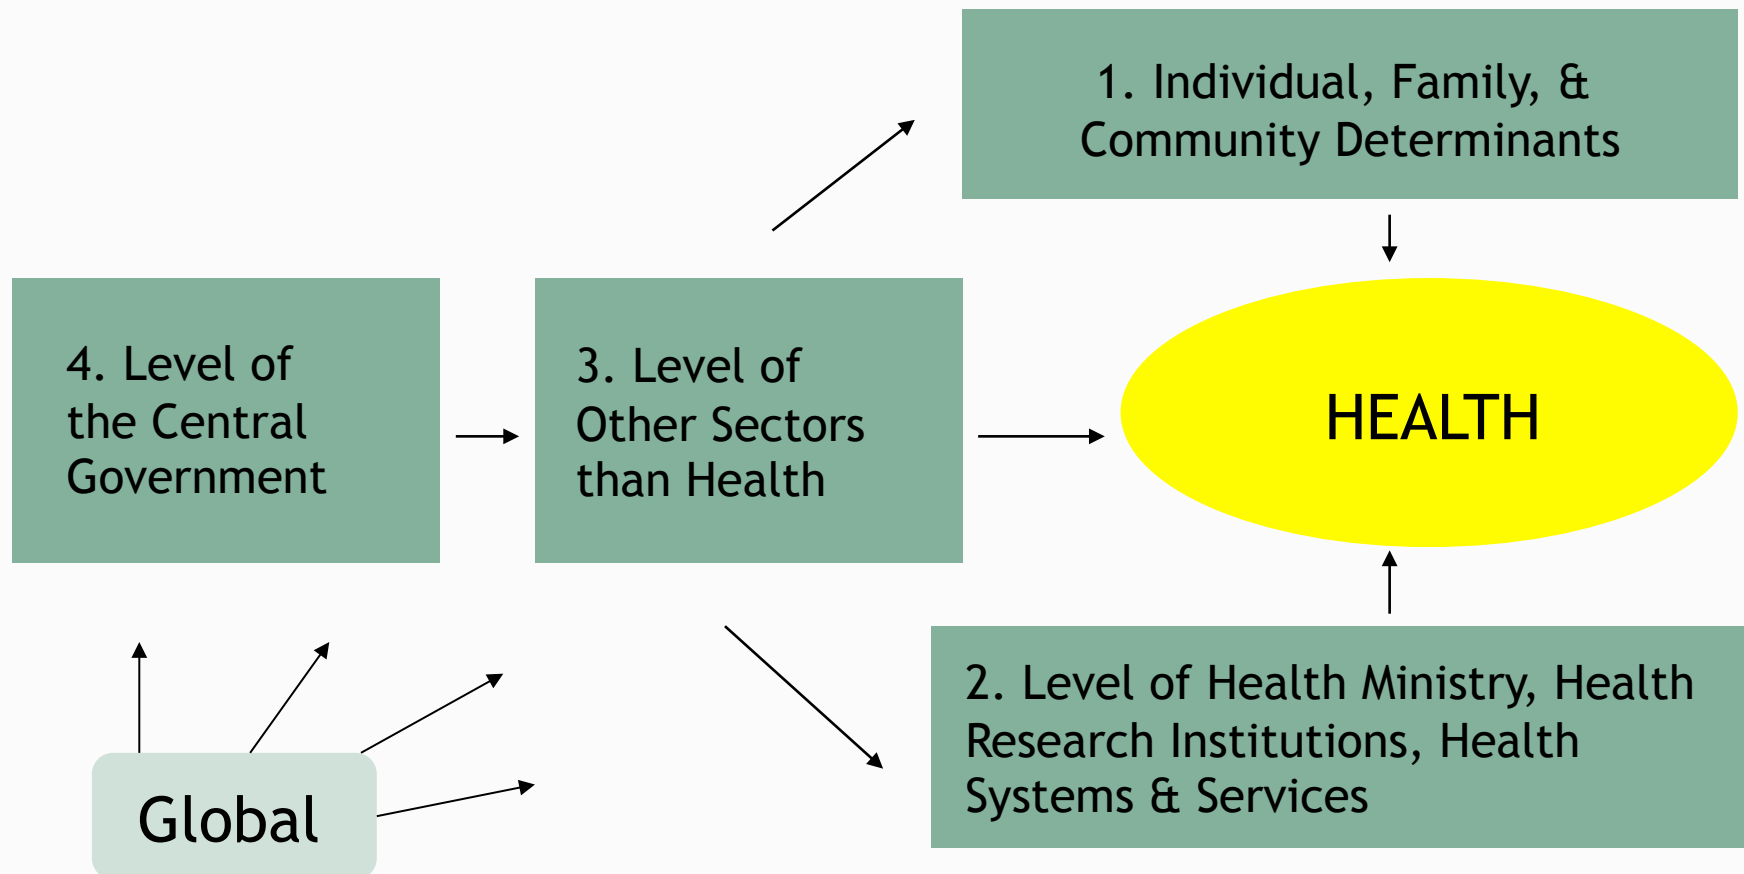 1. Individual, Family, &
Community Determinants
4. Level of
the Central
Government
3. Level of
Other Sectors
than Health
HEALTH
2. Level of Health Ministry, Health
Research Institutions, Health
Systems & Services
Global